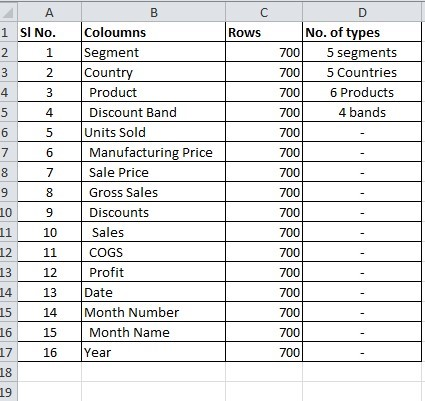 A B C D
1 Sl No. Coloumns Rows No. of types
2 1 Segment 700 5 segments
3 2 Country 700 5 Countries
4 3 Product 700 6 Products
5 4 Discount Band 700 4 bands
6 5 Units Sold 700 -
7 6 Manufacturing Price 700 -
8 7 Sale Price 700 -
9 8 Gross Sales 700 -
10 9 Discounts 700 -
11 10 Sales 700 -
12 11 COGS 700 -
13 12 Profit 700 -
14 13 Date 700 -
15 14 Month Number 700 -
16 15 Month Name 700 -
17 16 Year 700 -
18
19